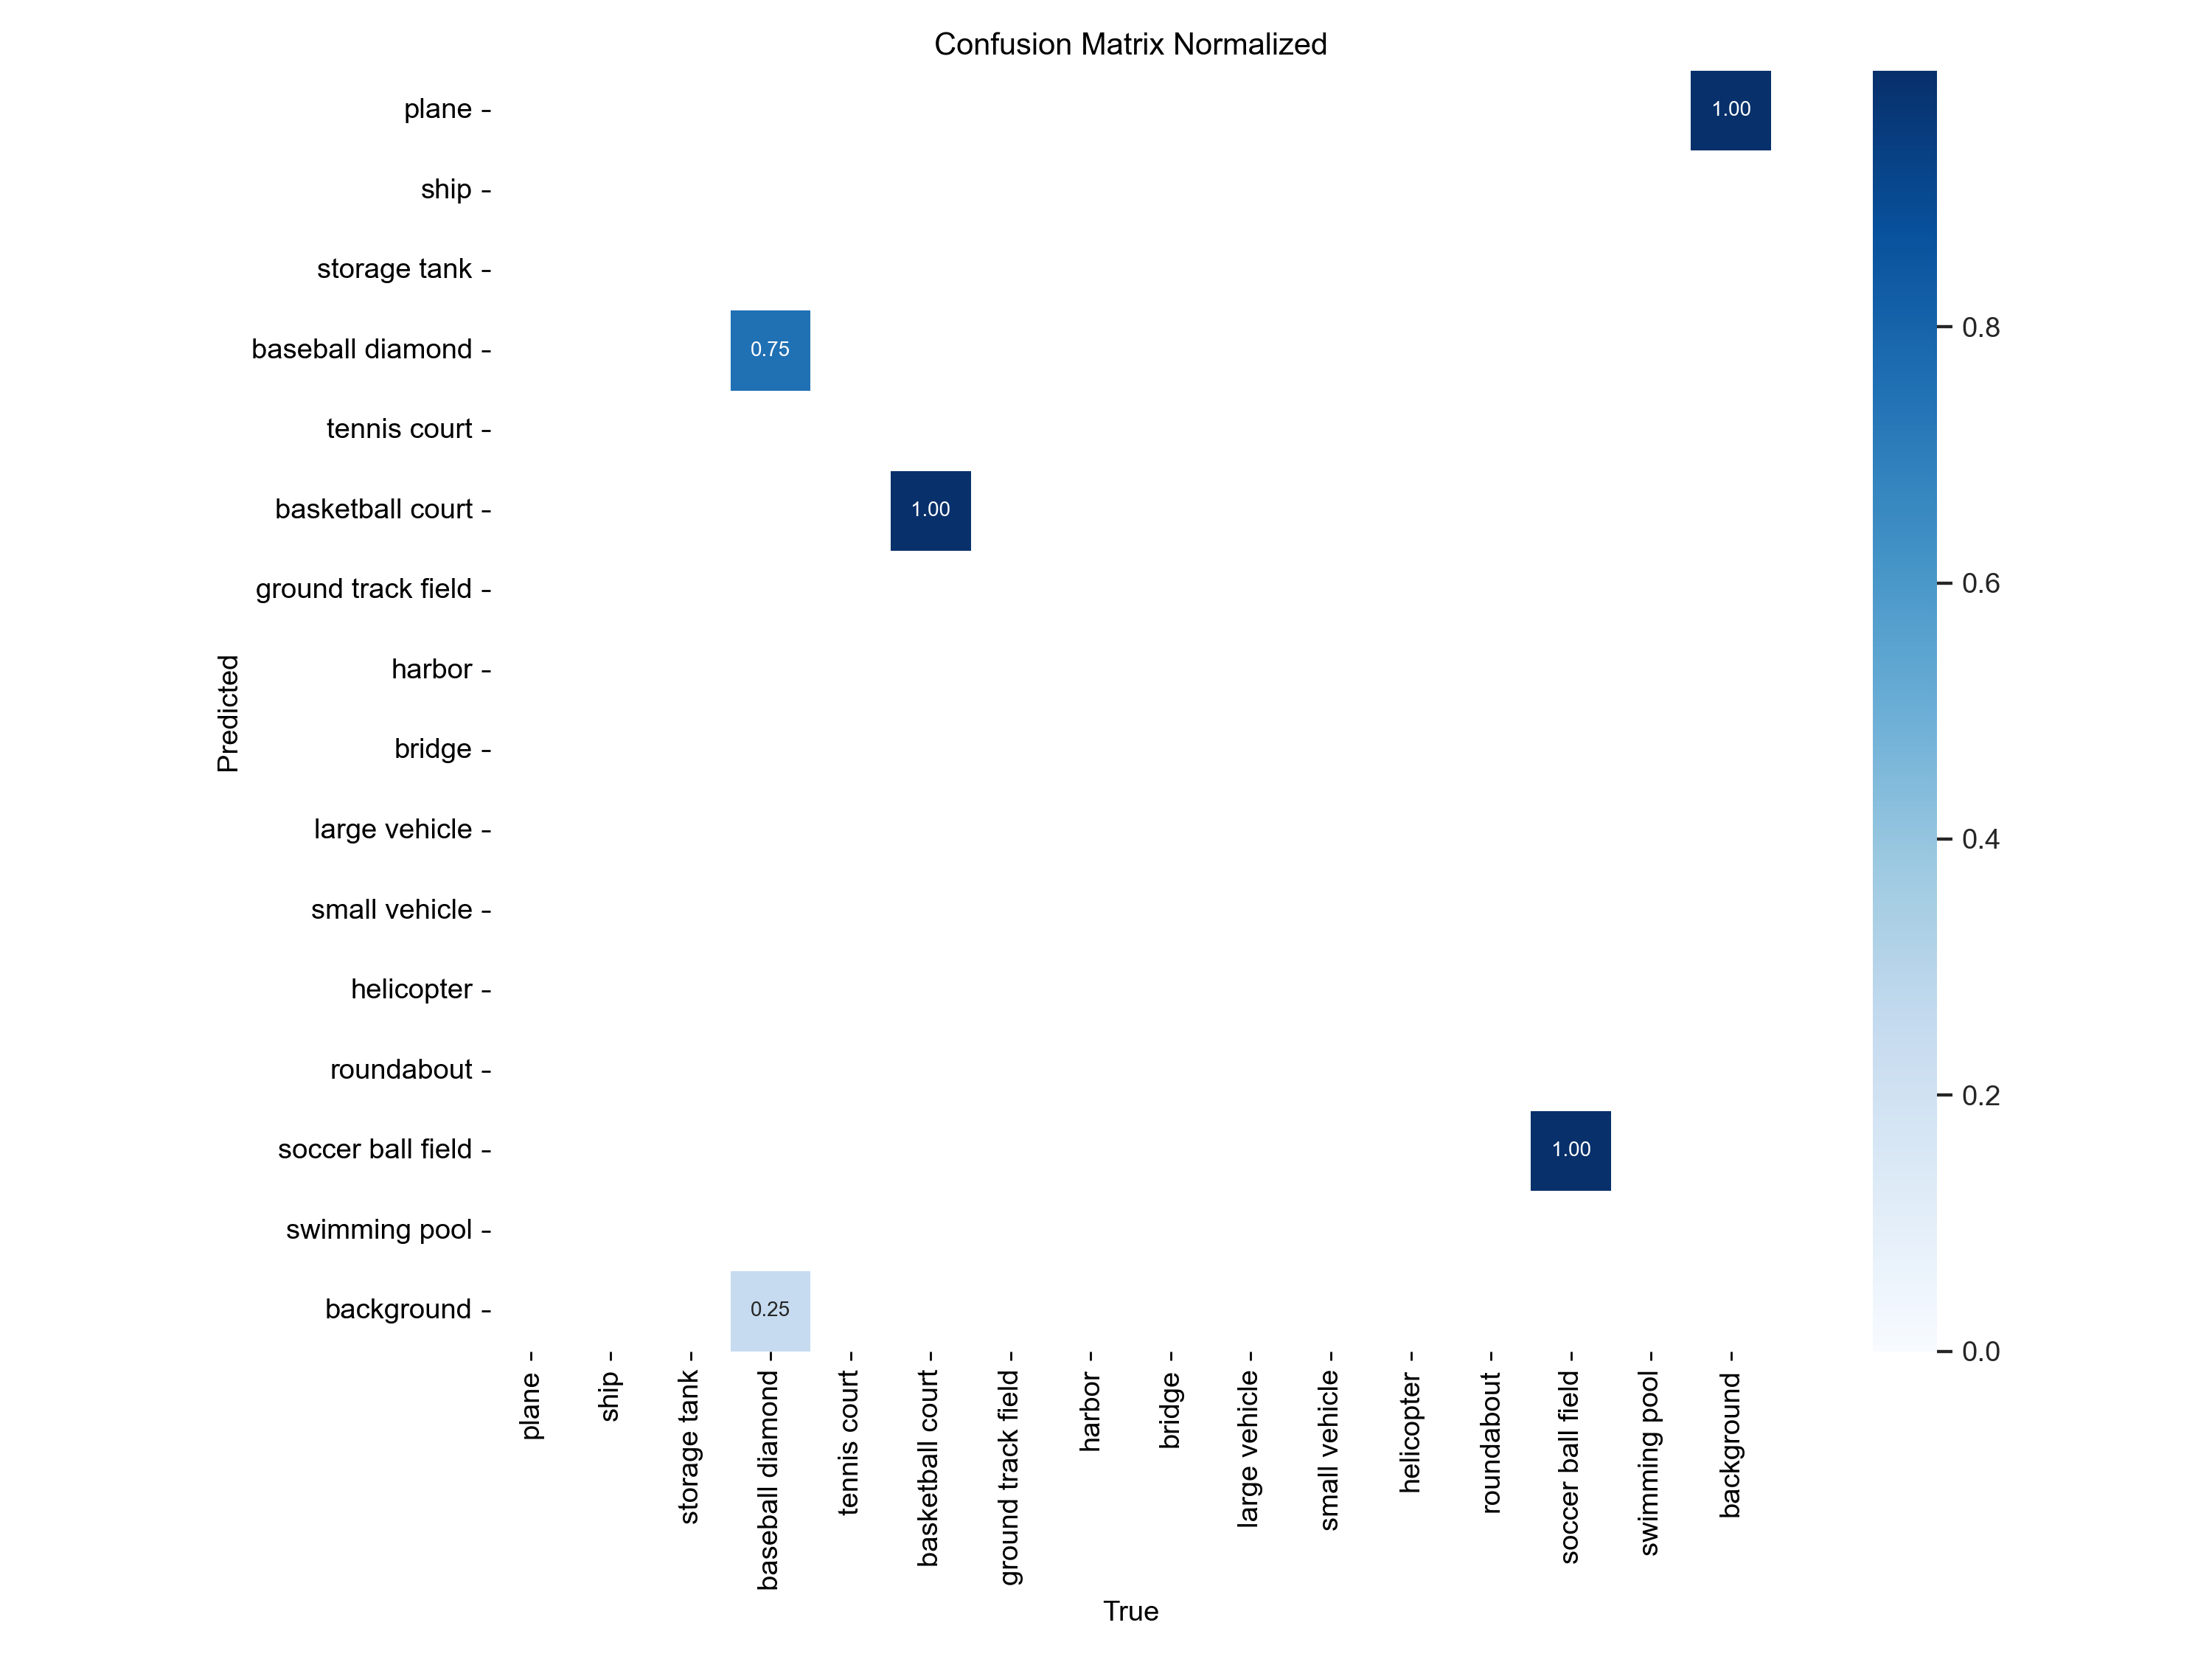 Confusion Matrix Normalized
plane
1.00
ship
storage tank
baseball diamond
0.75
0.8
tennis court
basketball court
1.00
ground track field
0.6
harbor
Predicted
bridge
large vehicle
0.4
small vehicle
helicopter
roundabout
0.2
soccer ball field
1.00
swimming pool
background
0.25
0.0
plane
ship
storage tank
baseball diamond
tennis court
basketball court
ground track field
harbor
bridge
large vehicle
small vehicle
helicopter
roundabout
soccer ball field
swimming pool
background
True